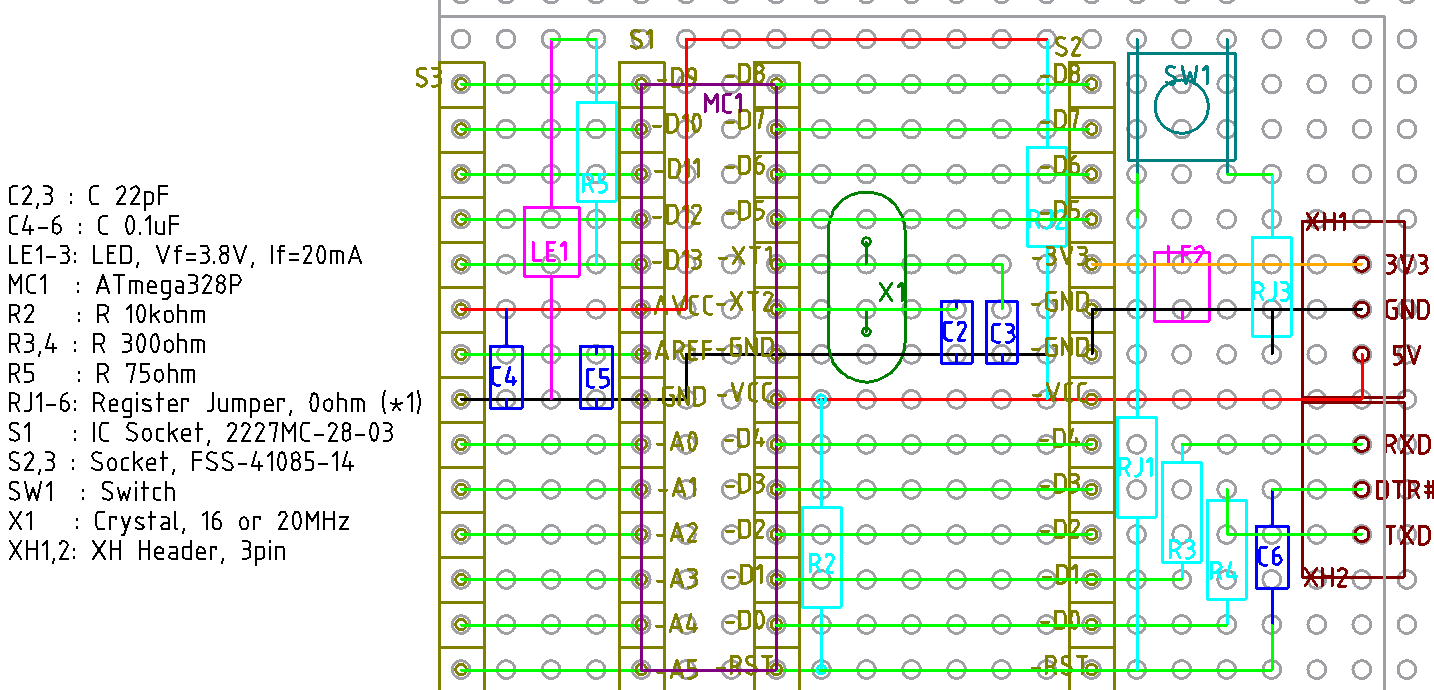 C2,3 : C 22pF
C4-6 : C 0.1uF
LE1-3: LED, Vf=3.8V, If=20mA
MC1 : ATmega328P
R2 : R 10kohm
R3,4 : R 300ohm
R5 : R 75ohm
RJ1-6: Register Jumper, 0ohm (*1)
S1 : IC Socket, 2227MC-28-03
S2,3 : Socket, FSS-41085-14
SW1 : Switch
X1 : Crystal, 16 or 20MHz
XH1,2: XH Header, 3pin
S1
S2
S3
-D9
-D8
-D8
SW1
MC1
-D10
-D7
-D7
-D11
-D6
-D6
R5
-D12
-D5
-D5
RJ2
XH1
LE1
-D13
-XT1
-3V3
LE2
3V3
X1
RJ3
AVCC
-XT2
-GND
GND
C2
C3
-AREF
-GND
-GND
5V
C4
C5
GND
-VCC
-VCC
-A0
-D4
-D4
RXD
RJ1
-A1
-D3
-D3
DTR#
-A2
-D2
-D2
TXD
R3
C6
R2
R4
-A3
-D1
-D1
XH2
-A4
-D0
-D0
-A5
-RST
-RST